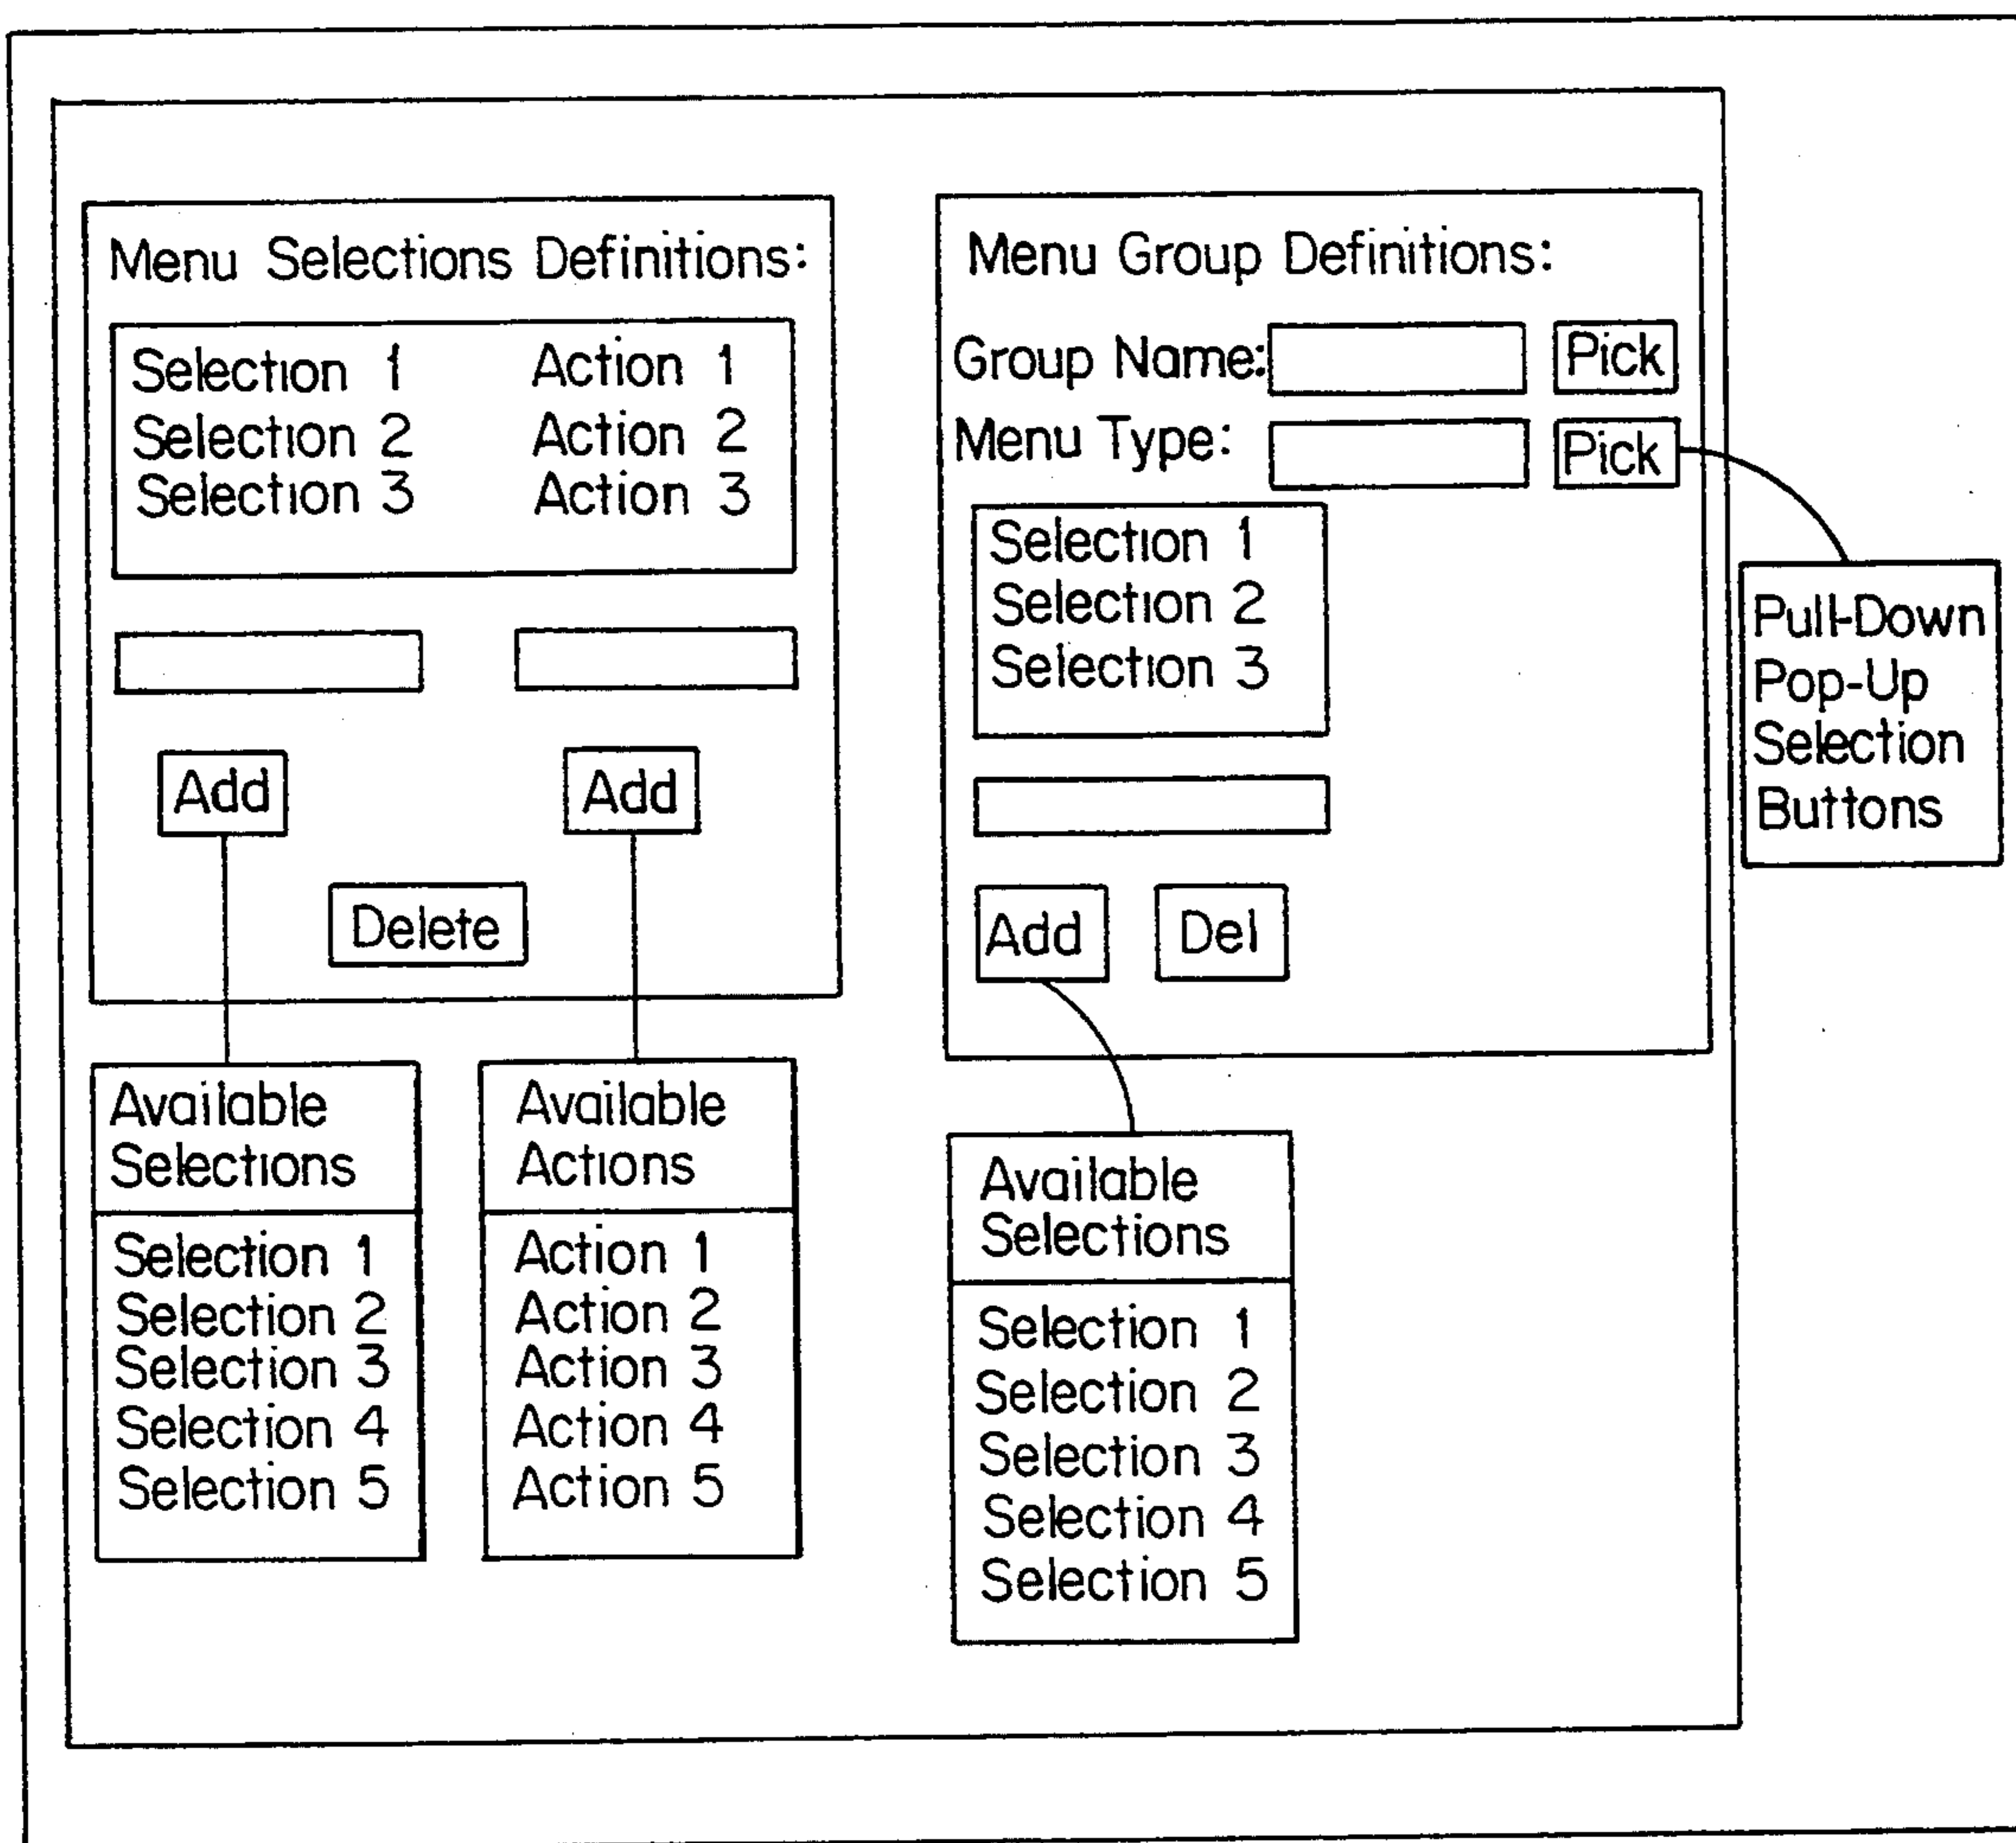 Menu Selections Definitions:
Selection 1 Action 1
Selection 2 Action 2
Selection 3 Action 3
Add Add
Delete
Available
Selections
Selection 1
Selection 2
Selection 3
Selection 4
Selection 5
Available
Actions
Action 1
Action 2
Action 3
Action 4
Action 5
Menu Group Definitions:
Group Name: Pick
Menu Type: Pick
Selection 1
Selection 2
Selection 3
Add Del
Available
Selections
Selection 1
Selection 2
Selection 3
Selection 4
Selection 5
Pull-Down
Pop-Up
Selection
Buttons